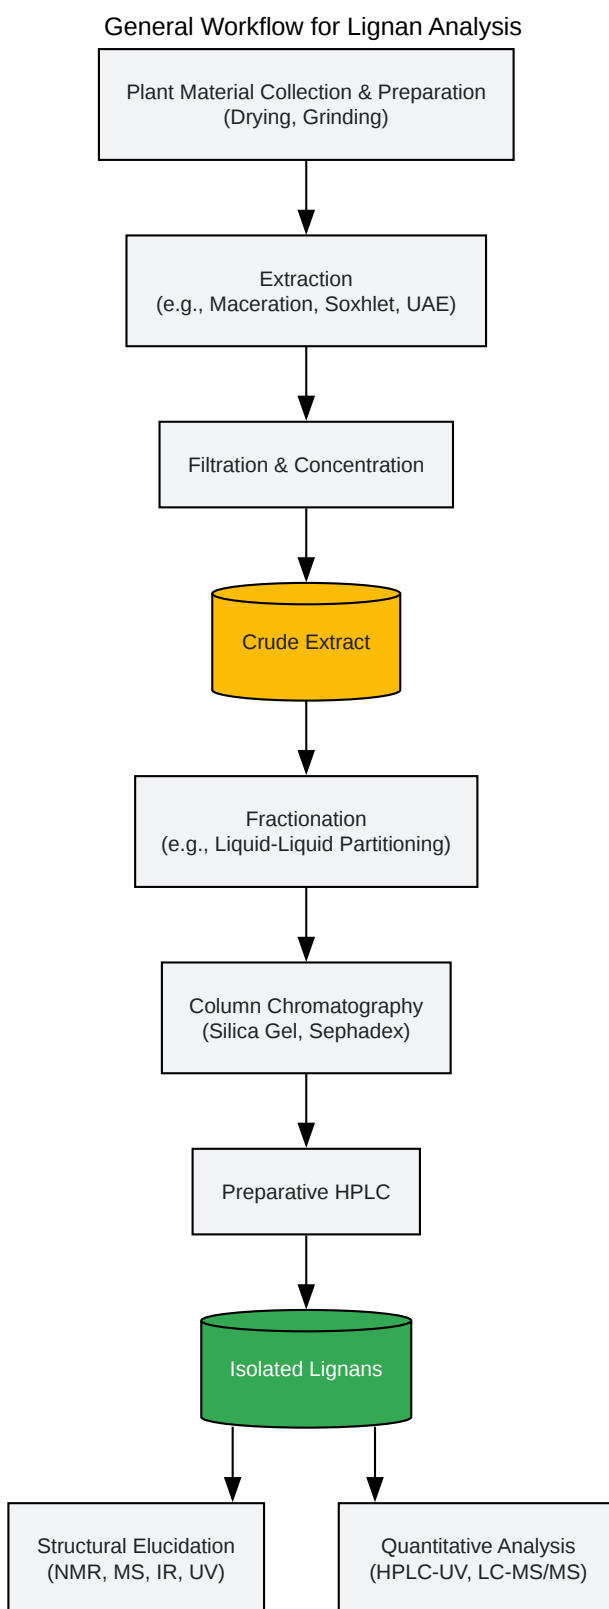 General Workflow for Lignan Analysis
Plant Material Collection & Preparation
(Drying, Grinding)
Extraction
(e.g., Maceration, Soxhlet, UAE)
Filtration & Concentration
Crude Extract
Fractionation
(e.g., Liquid-Liquid Partitioning)
Column Chromatography
(Silica Gel, Sephadex)
Preparative HPLC
Isolated Lignans
Structural Elucidation
(NMR, MS, IR, UV)
Quantitative Analysis
(HPLC-UV, LC-MS/MS)